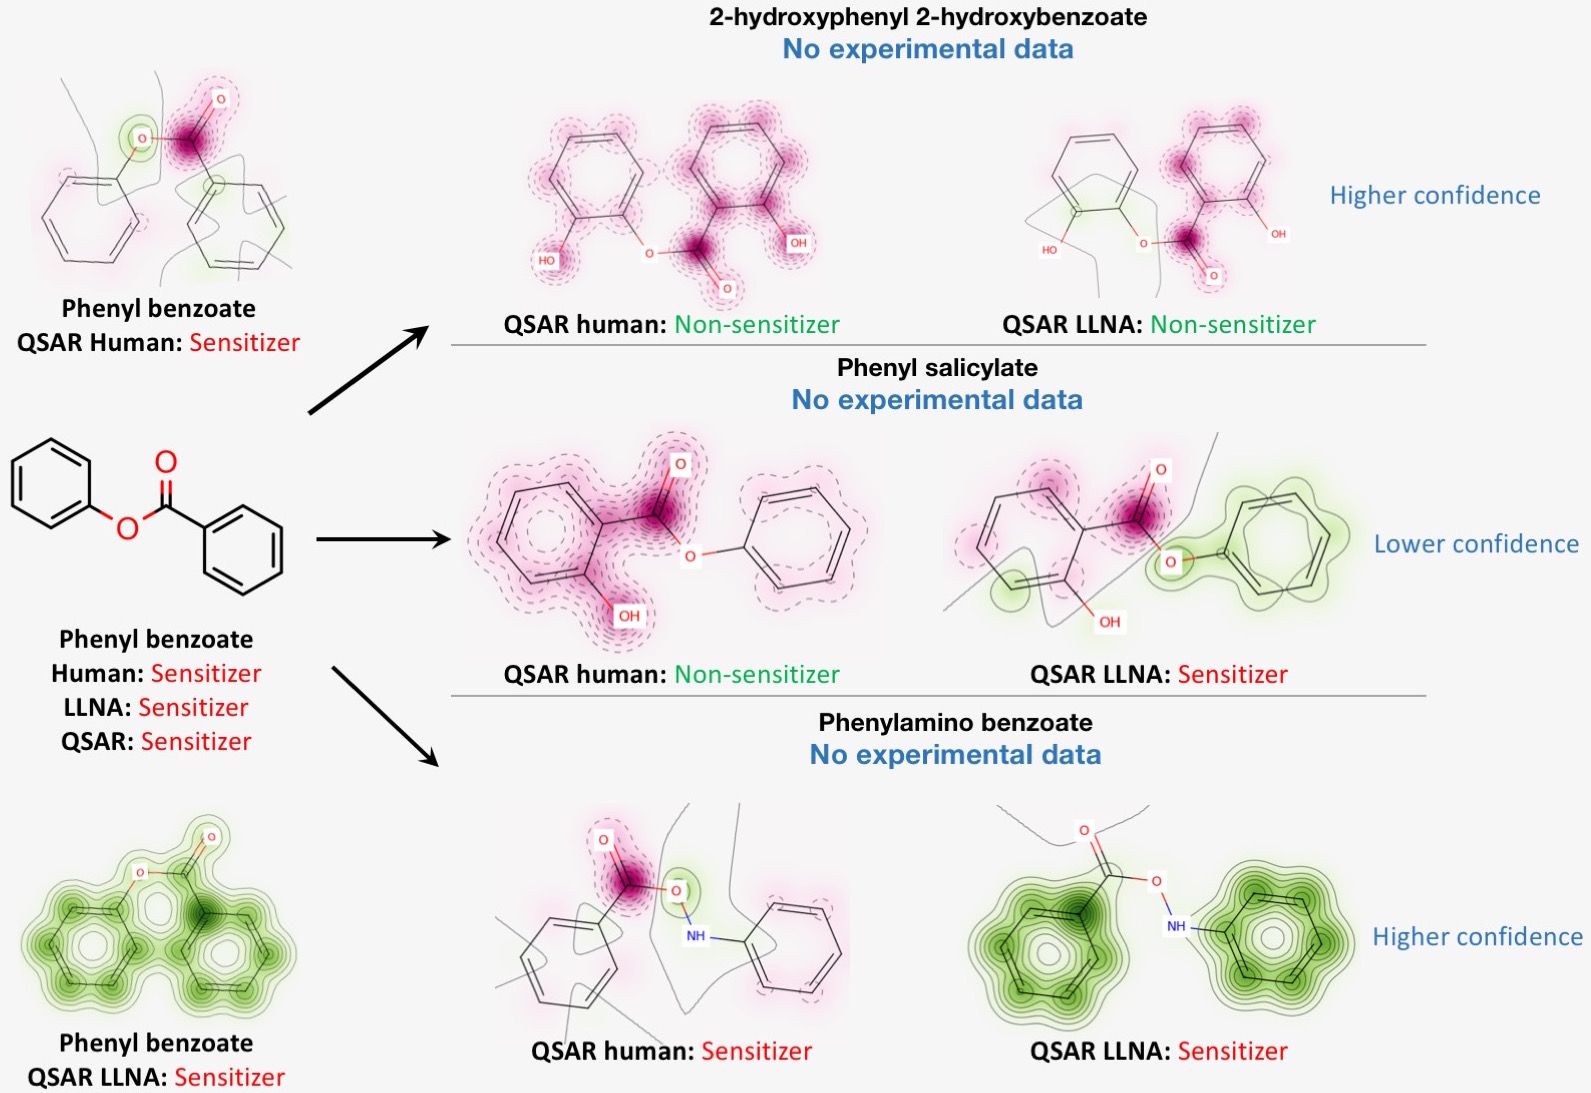 2-hydroxyphenyl 2-hydroxybenzoate
No experimental data
O
O
Phenyl benzoate
QSAR Human: Sensitizer
HO
O
O
OH
QSAR human: Non-sensitizer
HO
O
O
OH
QSAR LLNA: Non-sensitizer
Higher confidence
Phenyl salicylate
No experimental data
O
O
Phenyl benzoate
Human: Sensitizer
LLNA: Sensitizer
QSAR: Sensitizer
O
O
OH
QSAR human: Non-sensitizer
O
O
OH
QSAR LLNA: Sensitizer
Lower confidence
Phenylamino benzoate
No experimental data
O
O
Phenyl benzoate
QSAR LLNA: Sensitizer
O
O
NH
QSAR human: Sensitizer
O
O
NH
QSAR LLNA: Sensitizer
Higher confidence